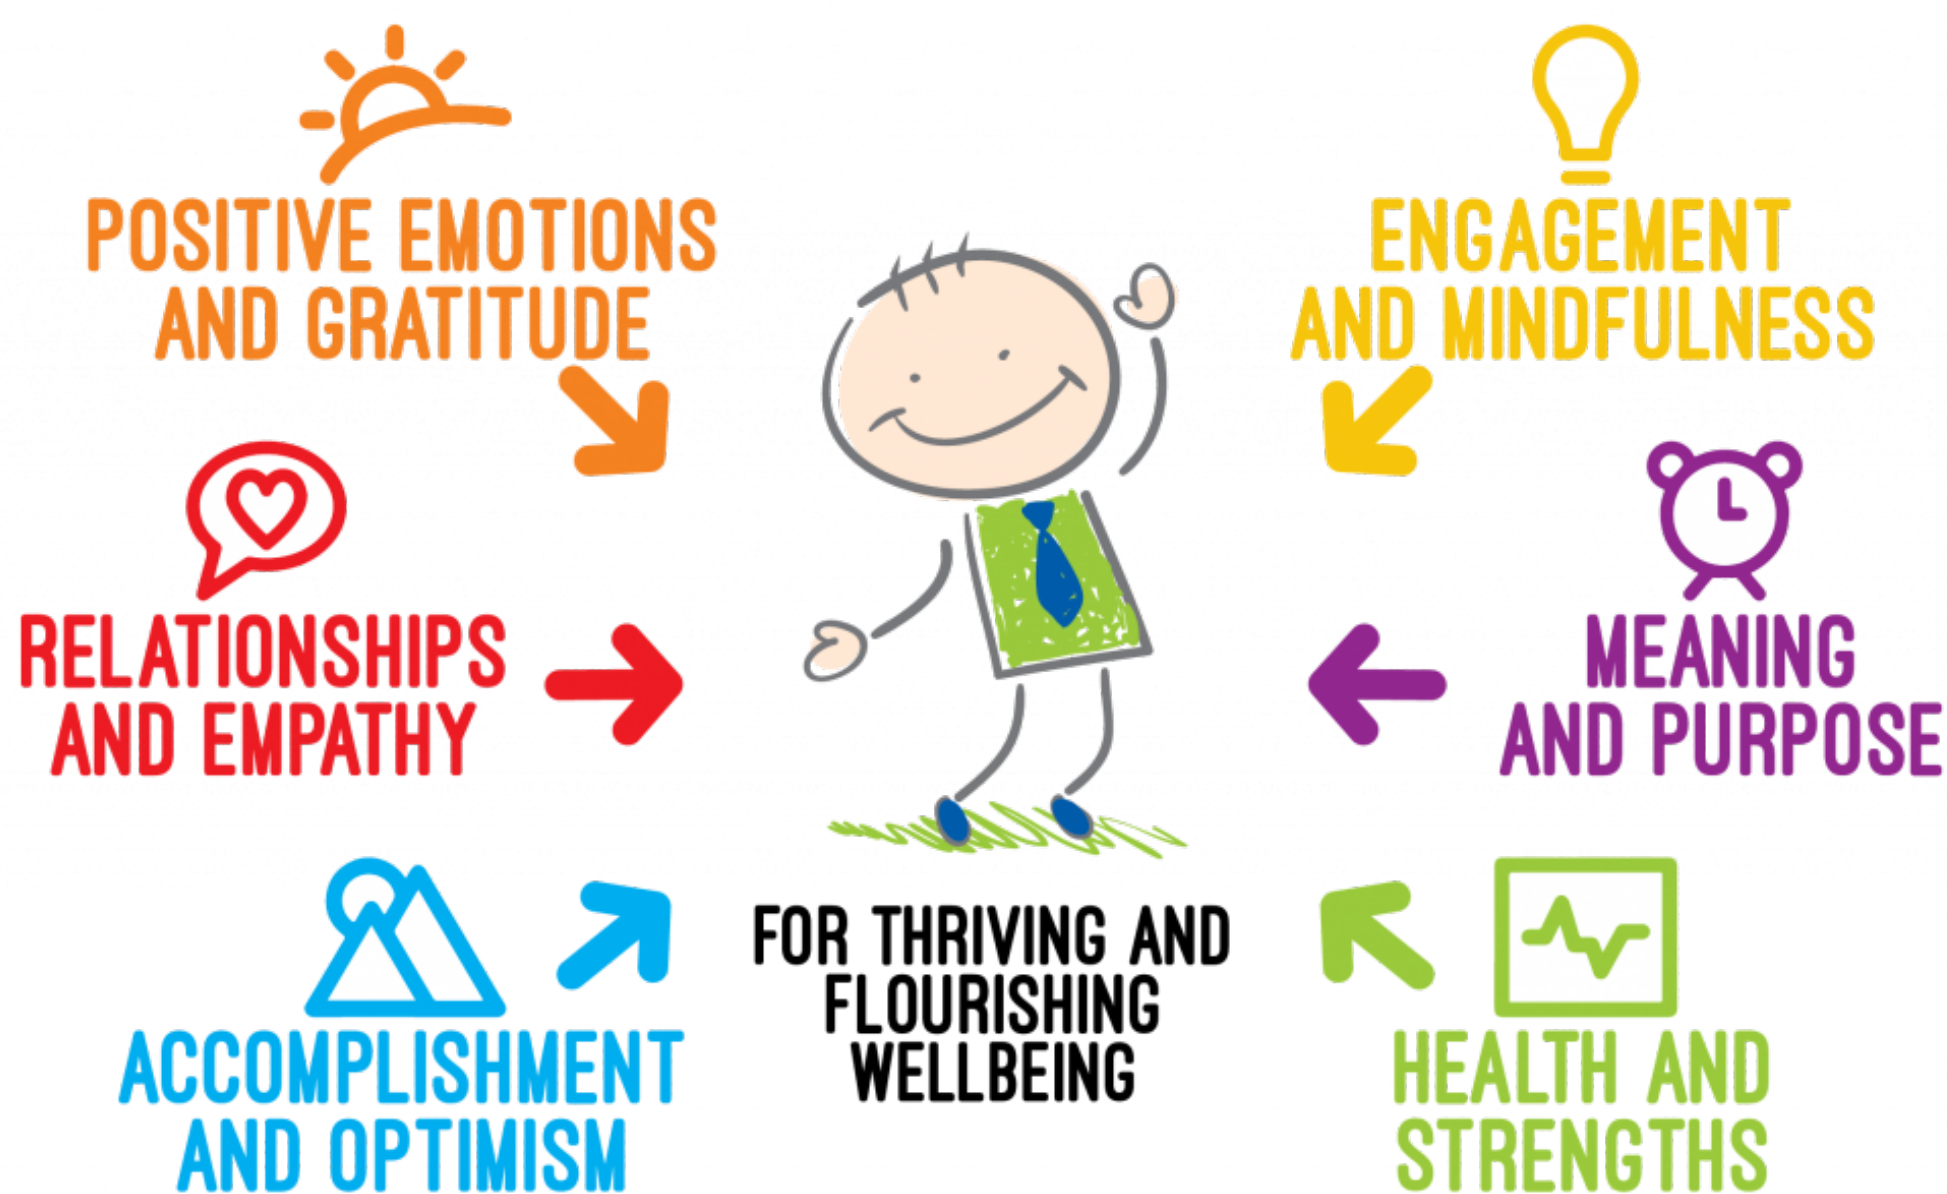 POSITIVE EMOTIONS
AND GRATITUDE
ENGAGEMENT
AND MINDFULNESS
RELATIONSHIPS
AND EMPATHY
MEANING
AND PURPOSE
ACCOMPLISHMENT
AND OPTIMISM
FOR THRIVING AND
FLOURISHING
WELLBEING
HEALTH AND
STRENGTHS